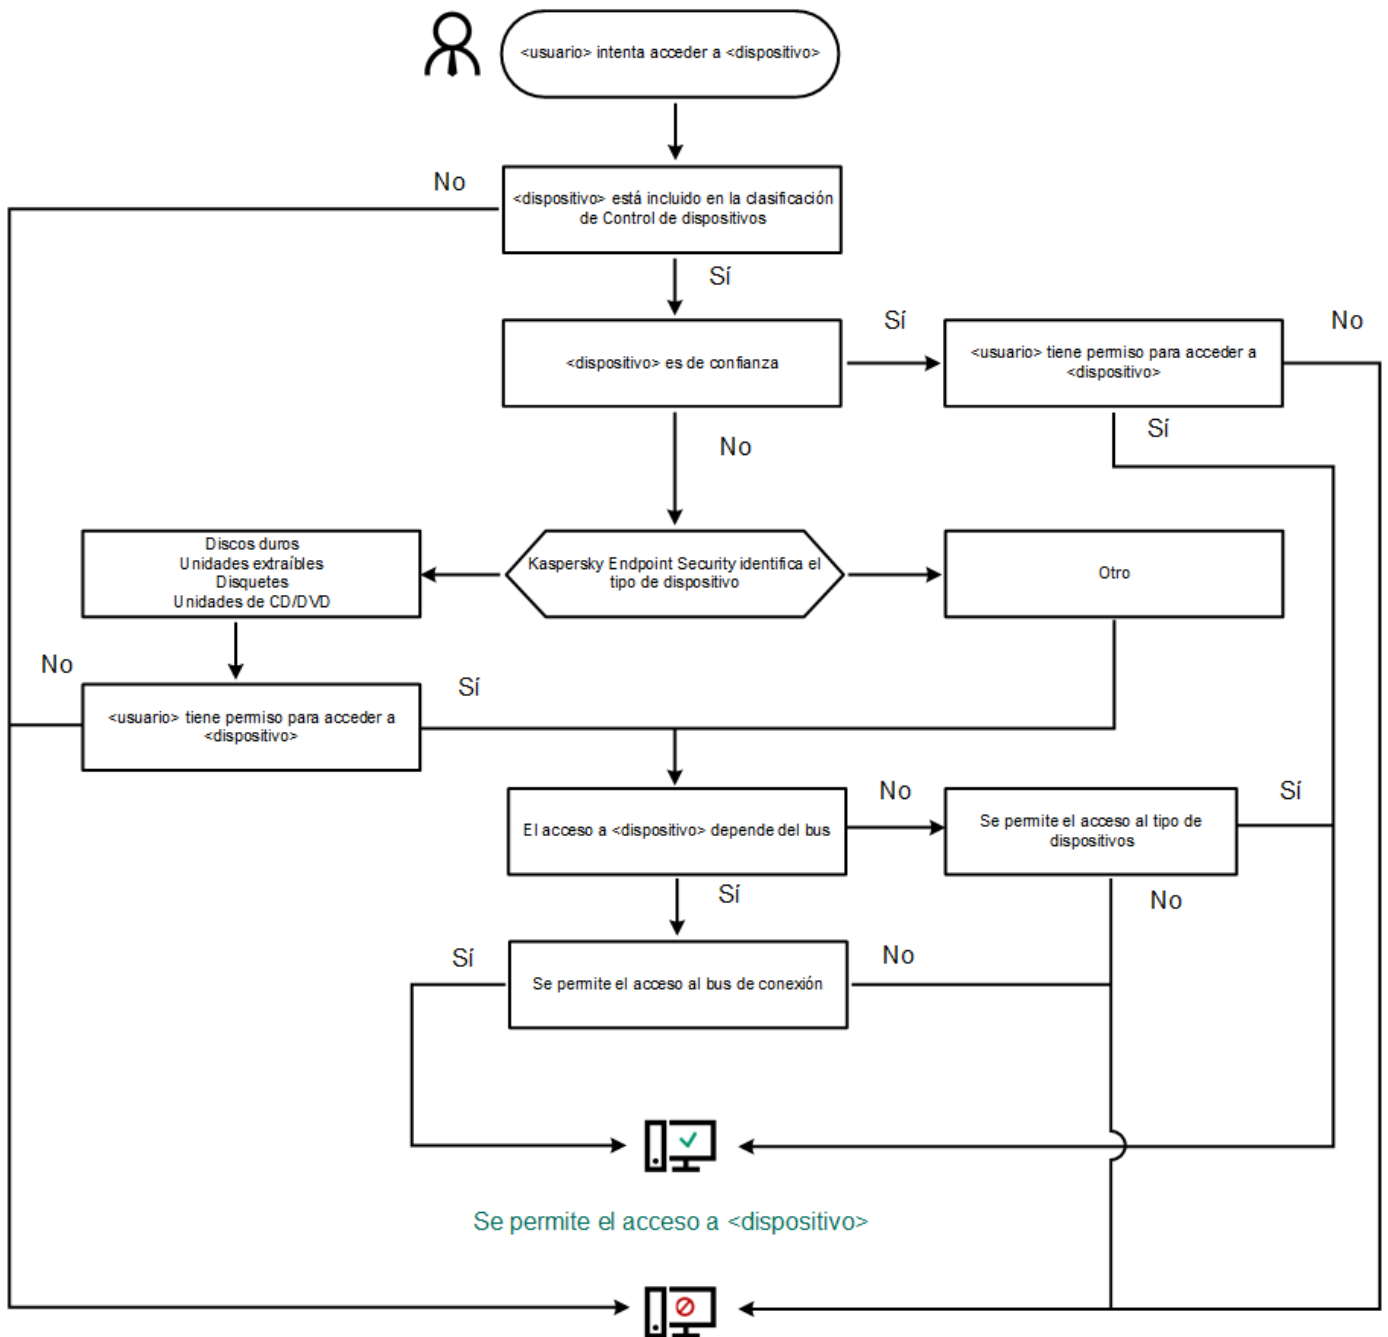 <usuario> intenta acceder a <dispositivo>
No
<dispositivo> está incluido en la clasificación
de Control de dispositivos
Sí
<dispositivo> es de confianza
Sí
<usuario> tiene permiso para acceder a
<dispositivo>
No
Sí
No
Discos duros
Unidades extraíbles
Disquetes
Unidades de CD/DVD
Kaspersky Endpoint Security identifica el
tipo de dispositivo
Otro
No
<usuario> tiene permiso para acceder a
<dispositivo>
Sí
El acceso a <dispositivo> depende del bus
No
Se permite el acceso al tipo de
dispositivos
Sí
Sí
No
Sí
Se permite el acceso al bus de conexión
No
Se permite el acceso a <dispositivo>